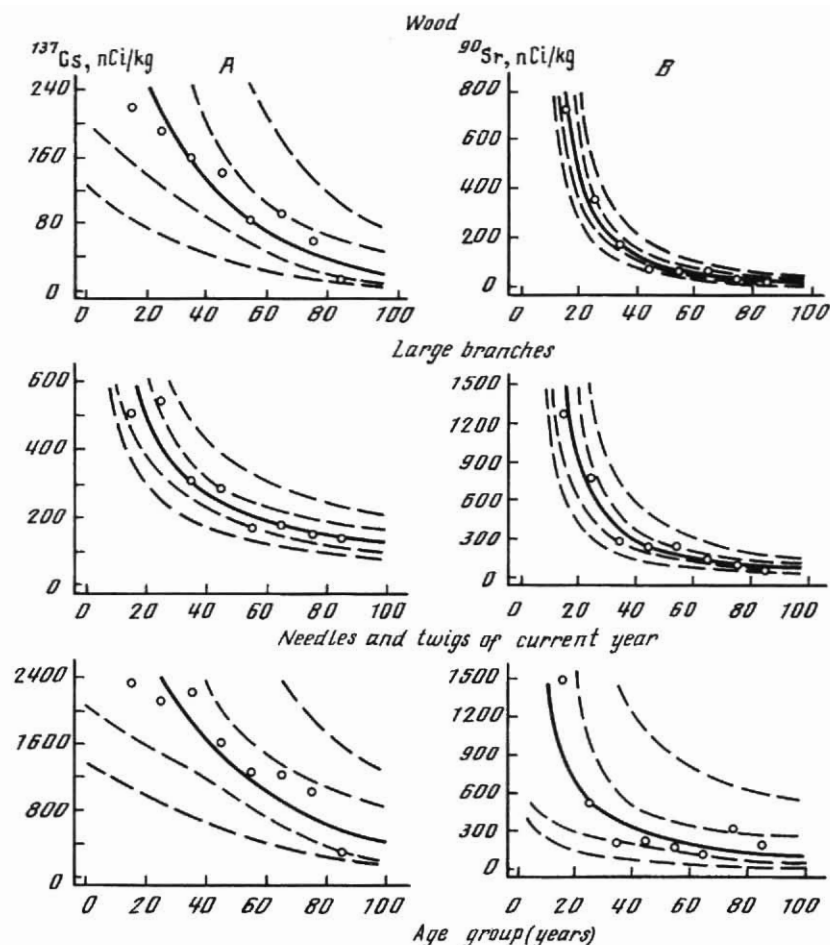 Wood
¹³⁷Cs, nCi/kg A ⁹⁰Sr, nCi/kg B
240 800
160 600
80 400
0 200
0
0 20 40 60 80 100 0 20 40 60 80 100
Large branches
600 1500
400 1200
200 900
0 600
300
0
0 20 40 60 80 100 0 20 40 60 80 100
Needles and twigs of current year
2400 1500
1600 1200
800 900
0 600
300
0
0 20 40 60 80 100 0 20 40 60 80 100
Age group (years)